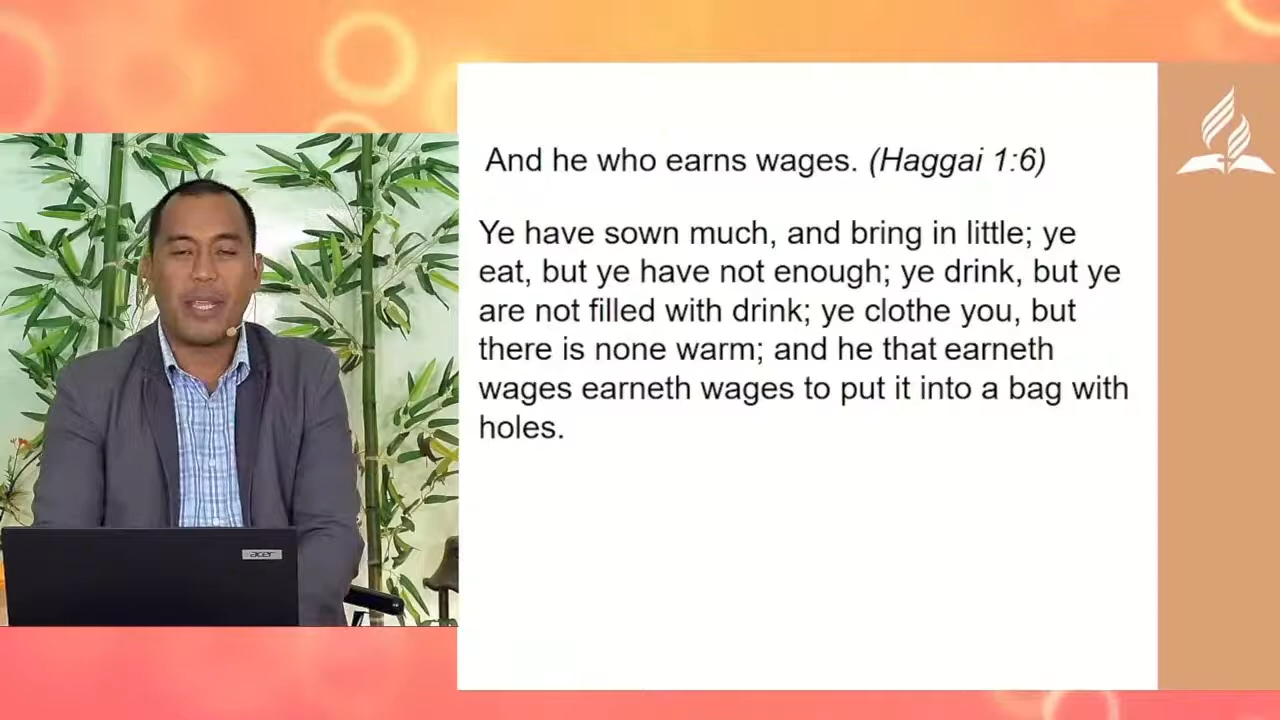 And he who earns wages. (Haggai 1:6)
Ye have sown much, and bring in little; ye
eat, but ye have not enough; ye drink, but ye
are not filled with drink; ye clothe you, but
there is none warm; and he that earneth
wages earneth wages to put it into a bag with
holes.
acer